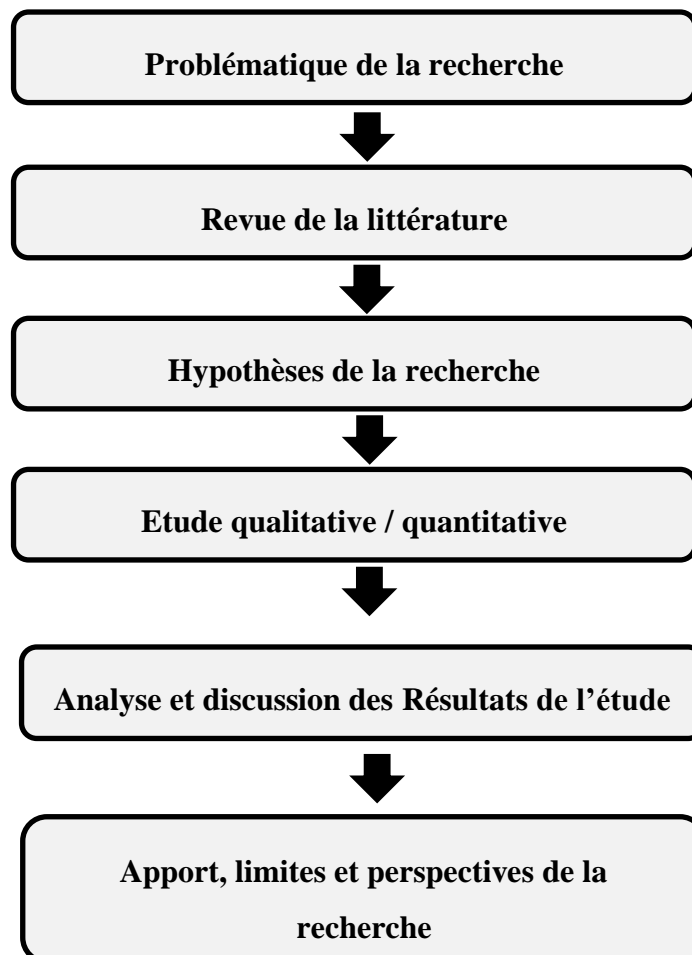 Problématique de la recherche
Revue de la littérature
Hypothèses de la recherche
Etude qualitative / quantitative
Analyse et discussion des Résultats de l’étude
Apport, limites et perspectives de la
recherche